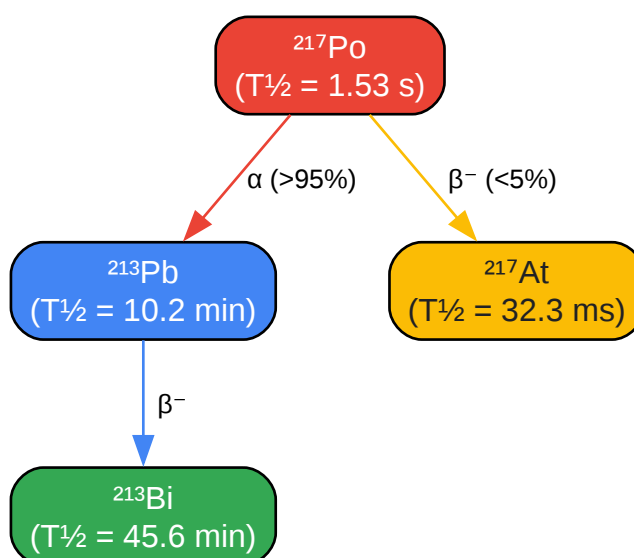 ²¹⁷Po
(T½ = 1.53 s)
α (>95%)
β⁻ (<5%)
²¹³Pb
(T½ = 10.2 min)
²¹⁷At
(T½ = 32.3 ms)
β⁻
²¹³Bi
(T½ = 45.6 min)